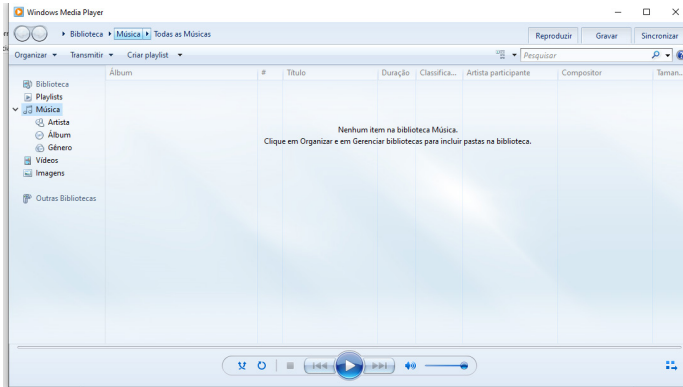 Windows Media Player
Biblioteca Música Todas as Músicas
Reproduzir Gravar Sincronizar
Organizar Transmitir Criar playlist Pesquisar
Álbum # Título Duração Classifica... Artista participante Compositor Taman...
Biblioteca
Playlists
Música
Artista
Álbum
Gênero
Vídeos
Imagens
Outras Bibliotecas
Nenhum item na biblioteca Música.
Clique em Organizar e em Gerenciar bibliotecas para incluir pastas na biblioteca.